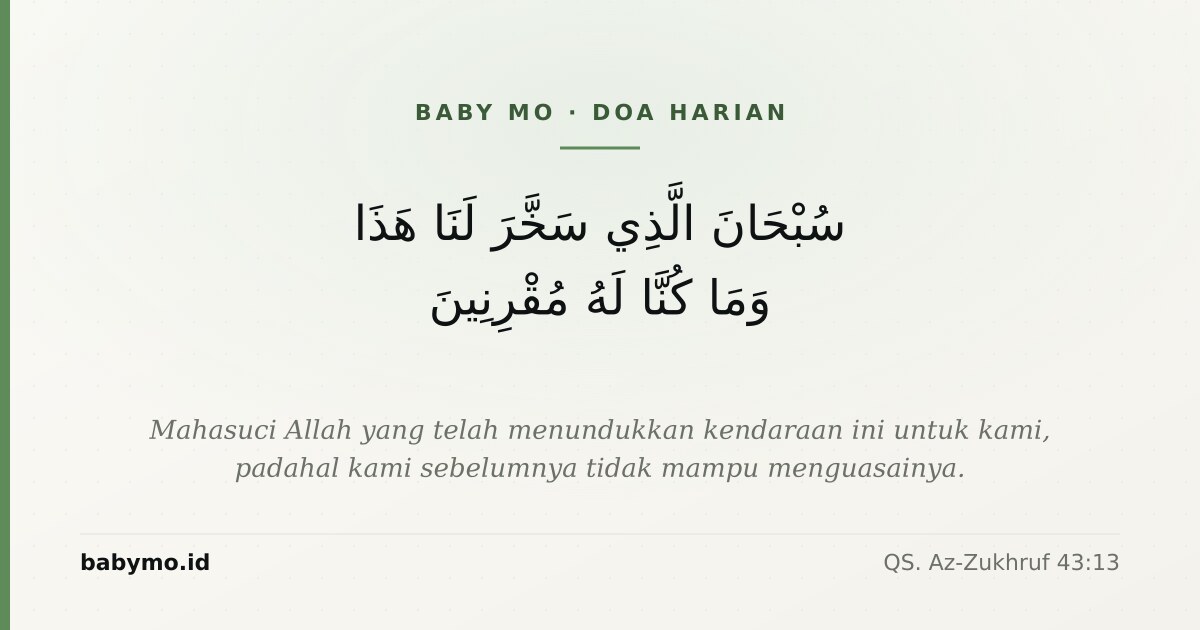 BABY MO · DOA HARIAN
سُبْحَانَ الَّذِي سَخَّرَ لَنَا هَذَا
وَمَا كُنَّا لَهُ مُقْرِنِينَ
Mahasuci Allah yang telah menundukkan kendaraan ini untuk kami,
padahal kami sebelumnya tidak mampu menguasainya.
babymo.id
QS. Az-Zukhruf 43:13